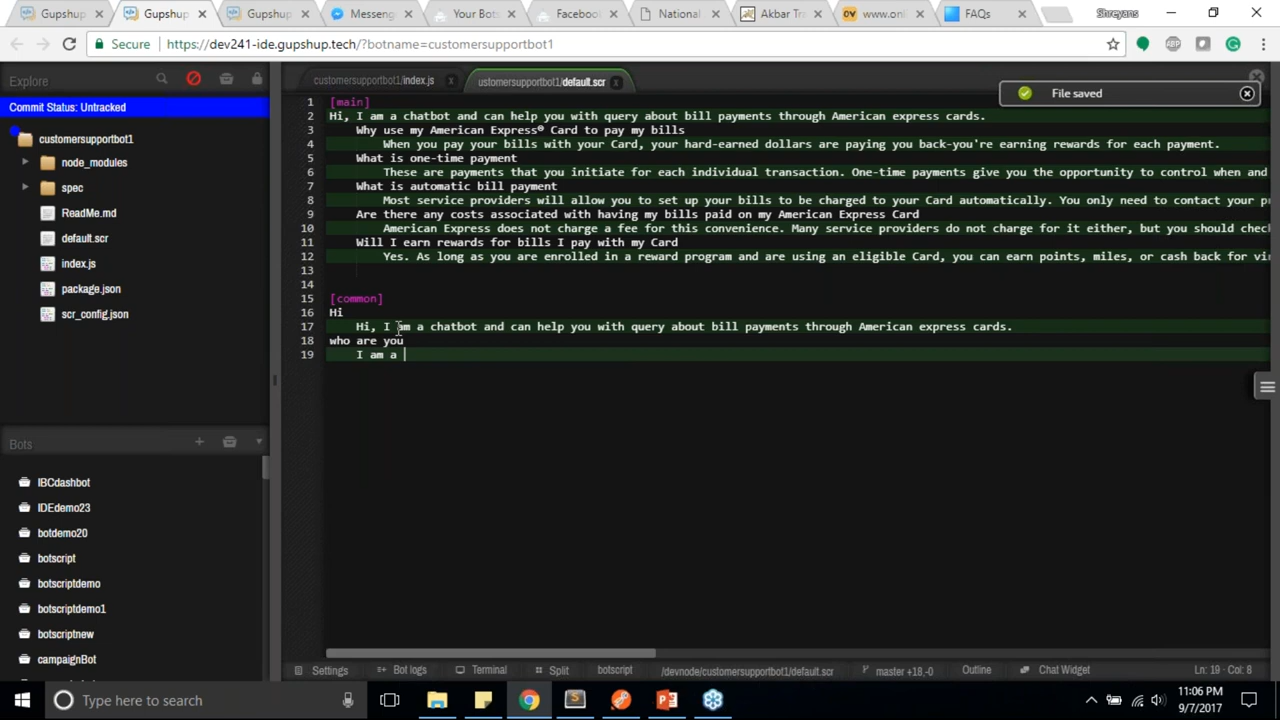 Gupshup
Gupshup
Gupshup
Messeng
Your Bots
Facebook
National
Akbar Tra
www.onl
FAQs
Shreyans
Secure
https://dev241-ide.gupshup.tech/?botname=customersupportbot1
ABP
Explore
customersupportbot1/index.js x
ustomersupportbot1/default.scr x
File saved
Commit Status: Untracked
customersupportbot1
node_modules
spec
ReadMe.md
default.scr
index.js
package.json
scr_config.json
1 [main]
2 Hi, I am a chatbot and can help you with query about bill payments through American express cards.
3 Why use my American Express® Card to pay my bills
4 When you pay your bills with your Card, your hard-earned dollars are paying you back-you're earning rewards for each payment.
5 What is one-time payment
6 These are payments that you initiate for each individual transaction. One-time payments give you the opportunity to control when and
7 What is automatic bill payment
8 Most service providers will allow you to set up your bills to be charged to your Card automatically. You only need to contact your p
9 Are there any costs associated with having my bills paid on my American Express Card
10 American Express does not charge a fee for this convenience. Many service providers do not charge for it either, but you should chec
11 Will I earn rewards for bills I pay with my Card
12 Yes. As long as you are enrolled in a reward program and are using an eligible Card, you can earn points, miles, or cash back for vi
13
14
15 [common]
16 Hi
17 Hi, I am a chatbot and can help you with query about bill payments through American express cards.
18 who are you
19 I am a
Bots
IBCdashbot
IDEdemo23
botdemo20
botscript
botscriptdemo
botscriptdemo1
botscriptnew
campaignBot
Settings Bot logs Terminal Split botscript /devnode/customersupportbot1/default.scr master +18,-0 Outline Chat Widget Ln: 19 - Col: 8
Type here to search
11:06 PM
9/7/2017